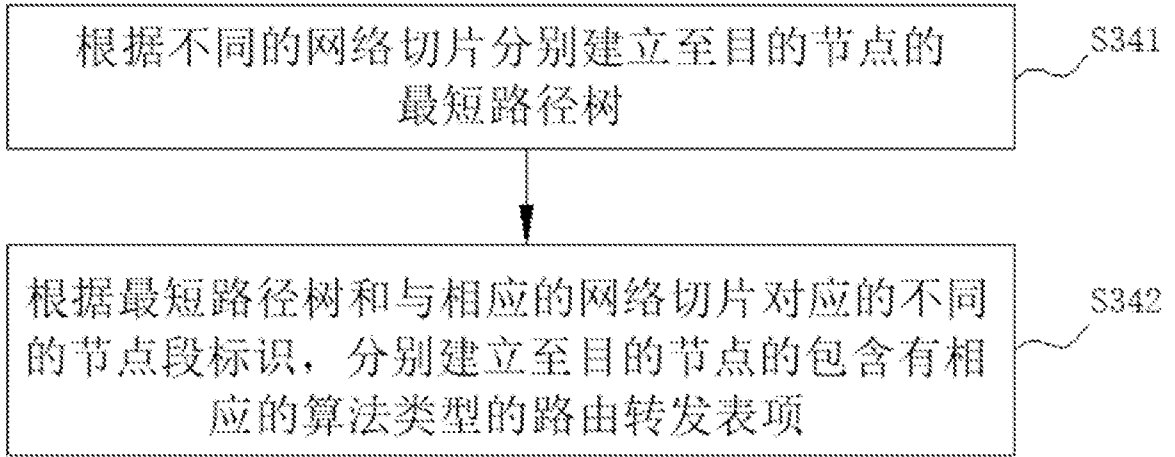 根据不同的网络切片分别建立至目的节点的
最短路径树
S341
根据最短路径树和与相应的网络切片对应的不同
的节点段标识，分别建立至目的节点的包含有相
应的算法类型的路由转发表项
S342